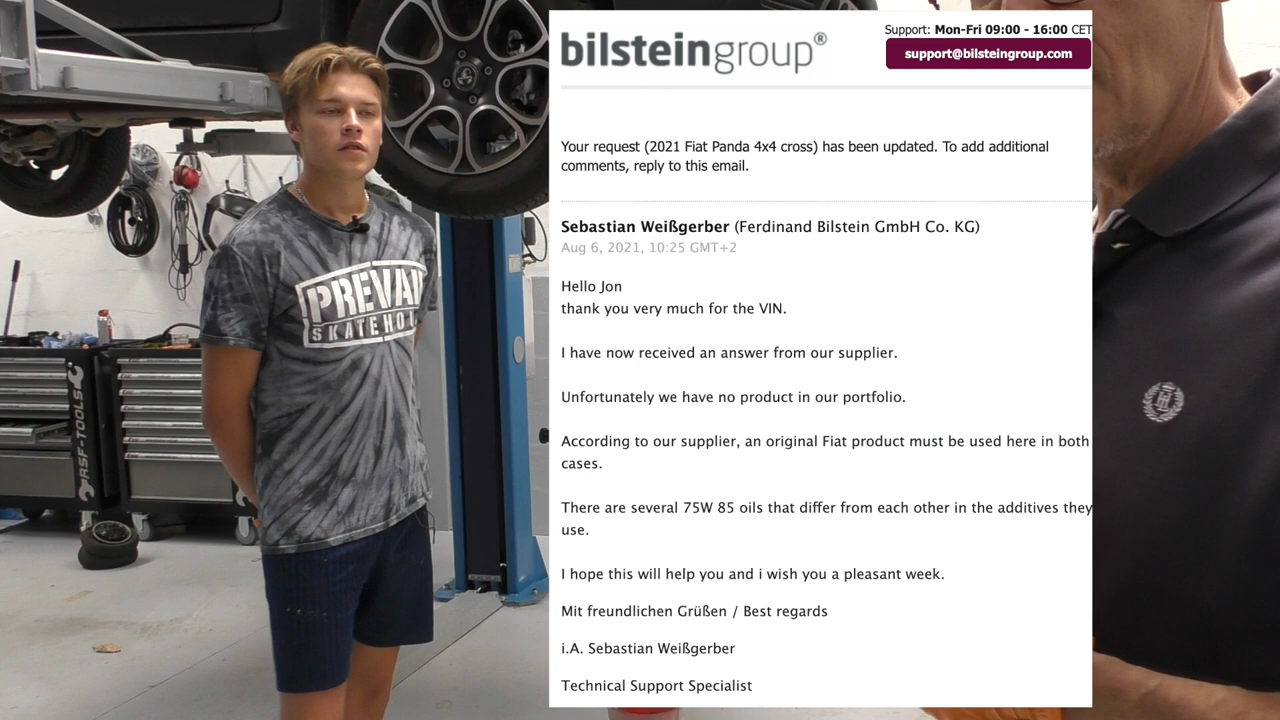 bilsteingroup®
Support: Mon-Fri 09:00 - 16:00 CET
support@bilsteingroup.com
Your request (2021 Fiat Panda 4x4 cross) has been updated. To add additional
comments, reply to this email.
Sebastian Weißgerber (Ferdinand Bilstein GmbH Co. KG)
Aug 6, 2021, 10:25 GMT+2
Hello Jon
thank you very much for the VIN.
I have now received an answer from our supplier.
Unfortunately we have no product in our portfolio.
According to our supplier, an original Fiat product must be used here in both
cases.
There are several 75W 85 oils that differ from each other in the additives they
use.
I hope this will help you and i wish you a pleasant week.
Mit freundlichen Grüßen / Best regards
i.A. Sebastian Weißgerber
Technical Support Specialist
PREVAIL
SKATEHOU
RSF-TOOLS